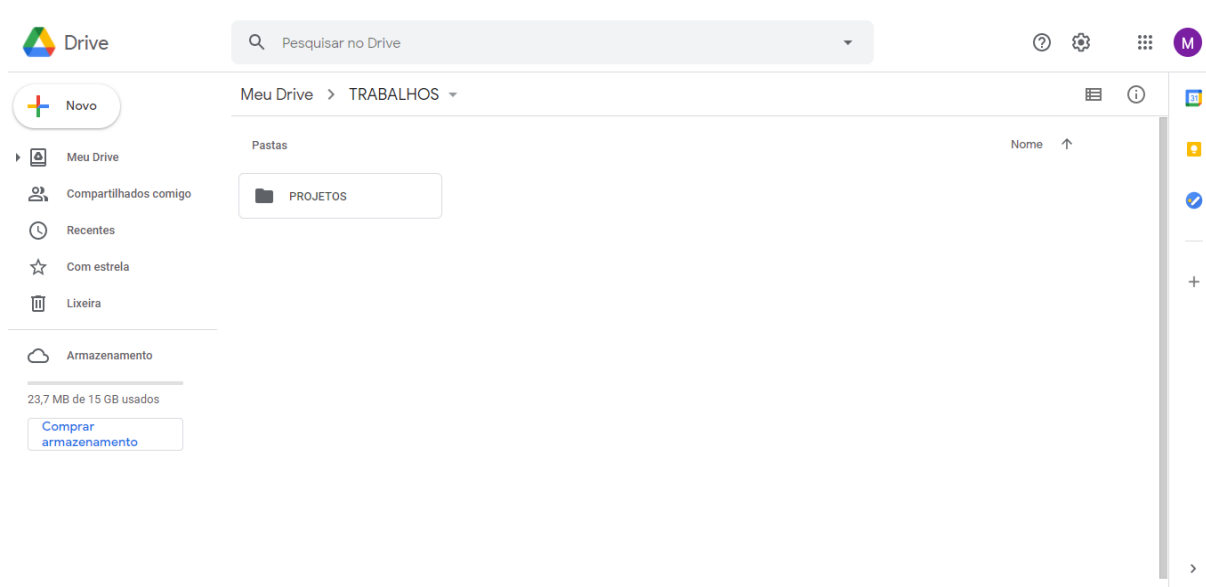 Drive
Pesquisar no Drive
M
Novo
Meu Drive > TRABALHOS
31
Meu Drive
Compartilhados comigo
Recentes
Com estrela
Lixeira
Armazenamento
23,7 MB de 15 GB usados
Comprar
armazenamento
Pastas
Nome
PROJETOS